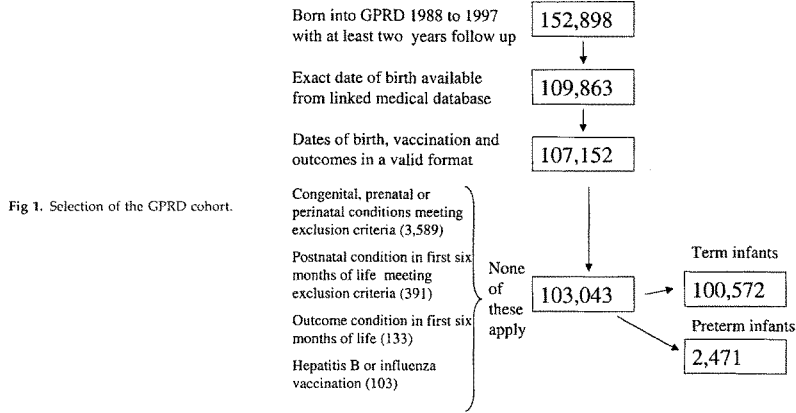 Born into GPRD 1988 to 1997
with at least two years follow up
152,898
Exact date of birth available
from linked medical database
109,863
Dates of birth, vaccination and
outcomes in a valid format
107,152
Fig 1. Selection of the GPRD cohort.
Congenital, prenatal or
perinatal conditions meeting
exclusion criteria (3,589)
Postnatal condition in first six
months of life meeting
exclusion criteria (391)
Outcome condition in first six
months of life (133)
Hepatitis B or influenza
vaccination (103)
None
of
these
apply
103,043
Term infants
100,572
Preterm infants
2,471